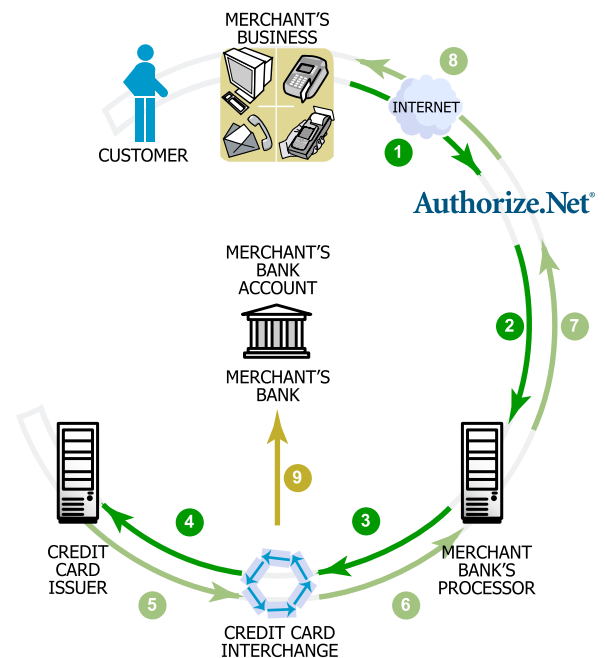 MERCHANT'S
BUSINESS
CUSTOMER
8
INTERNET
1
Authorize.Net®
MERCHANT'S
BANK
ACCOUNT
2
7
MERCHANT'S
BANK
9
4
3
CREDIT
CARD
ISSUER
MERCHANT
BANK'S
PROCESSOR
5
6
CREDIT CARD
INTERCHANGE